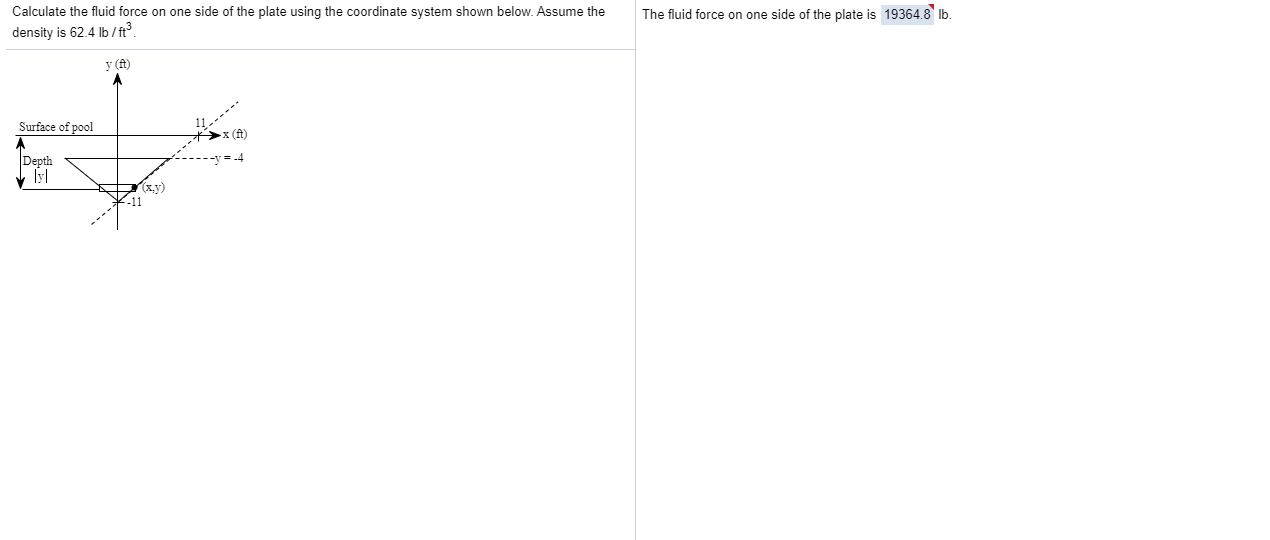 Calculate the fluid force on one side of the plate using the coordinate system shown below. Assume the
density is 62.4 lb / ft³.
y (ft)
Surface of pool
11
x (ft)
Depth
|y|
y = -4
(x,y)
-11
The fluid force on one side of the plate is 19364.8 lb.